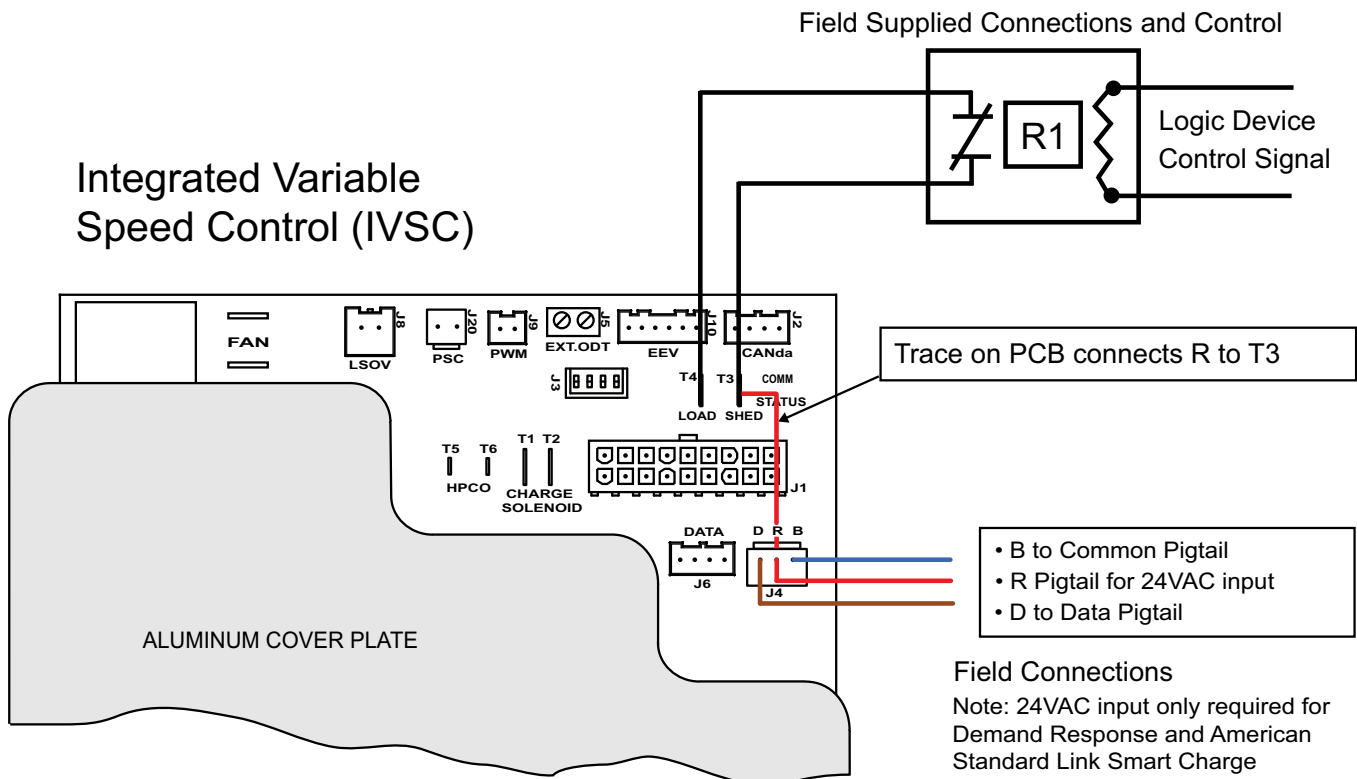 Field Supplied Connections and Control
R1
Logic Device
Control Signal
Integrated Variable
Speed Control (IVSC)
FAN
J8
LSOV
J20
PSC
J9
PWM
J5
EXT.ODT
J10
EEV
J2
CANda
J3
T4
T3
COMM
STATUS
LOAD
SHED
Trace on PCB connects R to T3
T5
T6
HPCO
T1
T2
CHARGE
SOLENOID
J1
DATA
J6
D R B
J4
• B to Common Pigtail
• R Pigtail for 24VAC input
• D to Data Pigtail
ALUMINUM COVER PLATE
Field Connections
Note: 24VAC input only required for
Demand Response and American
Standard Link Smart Charge